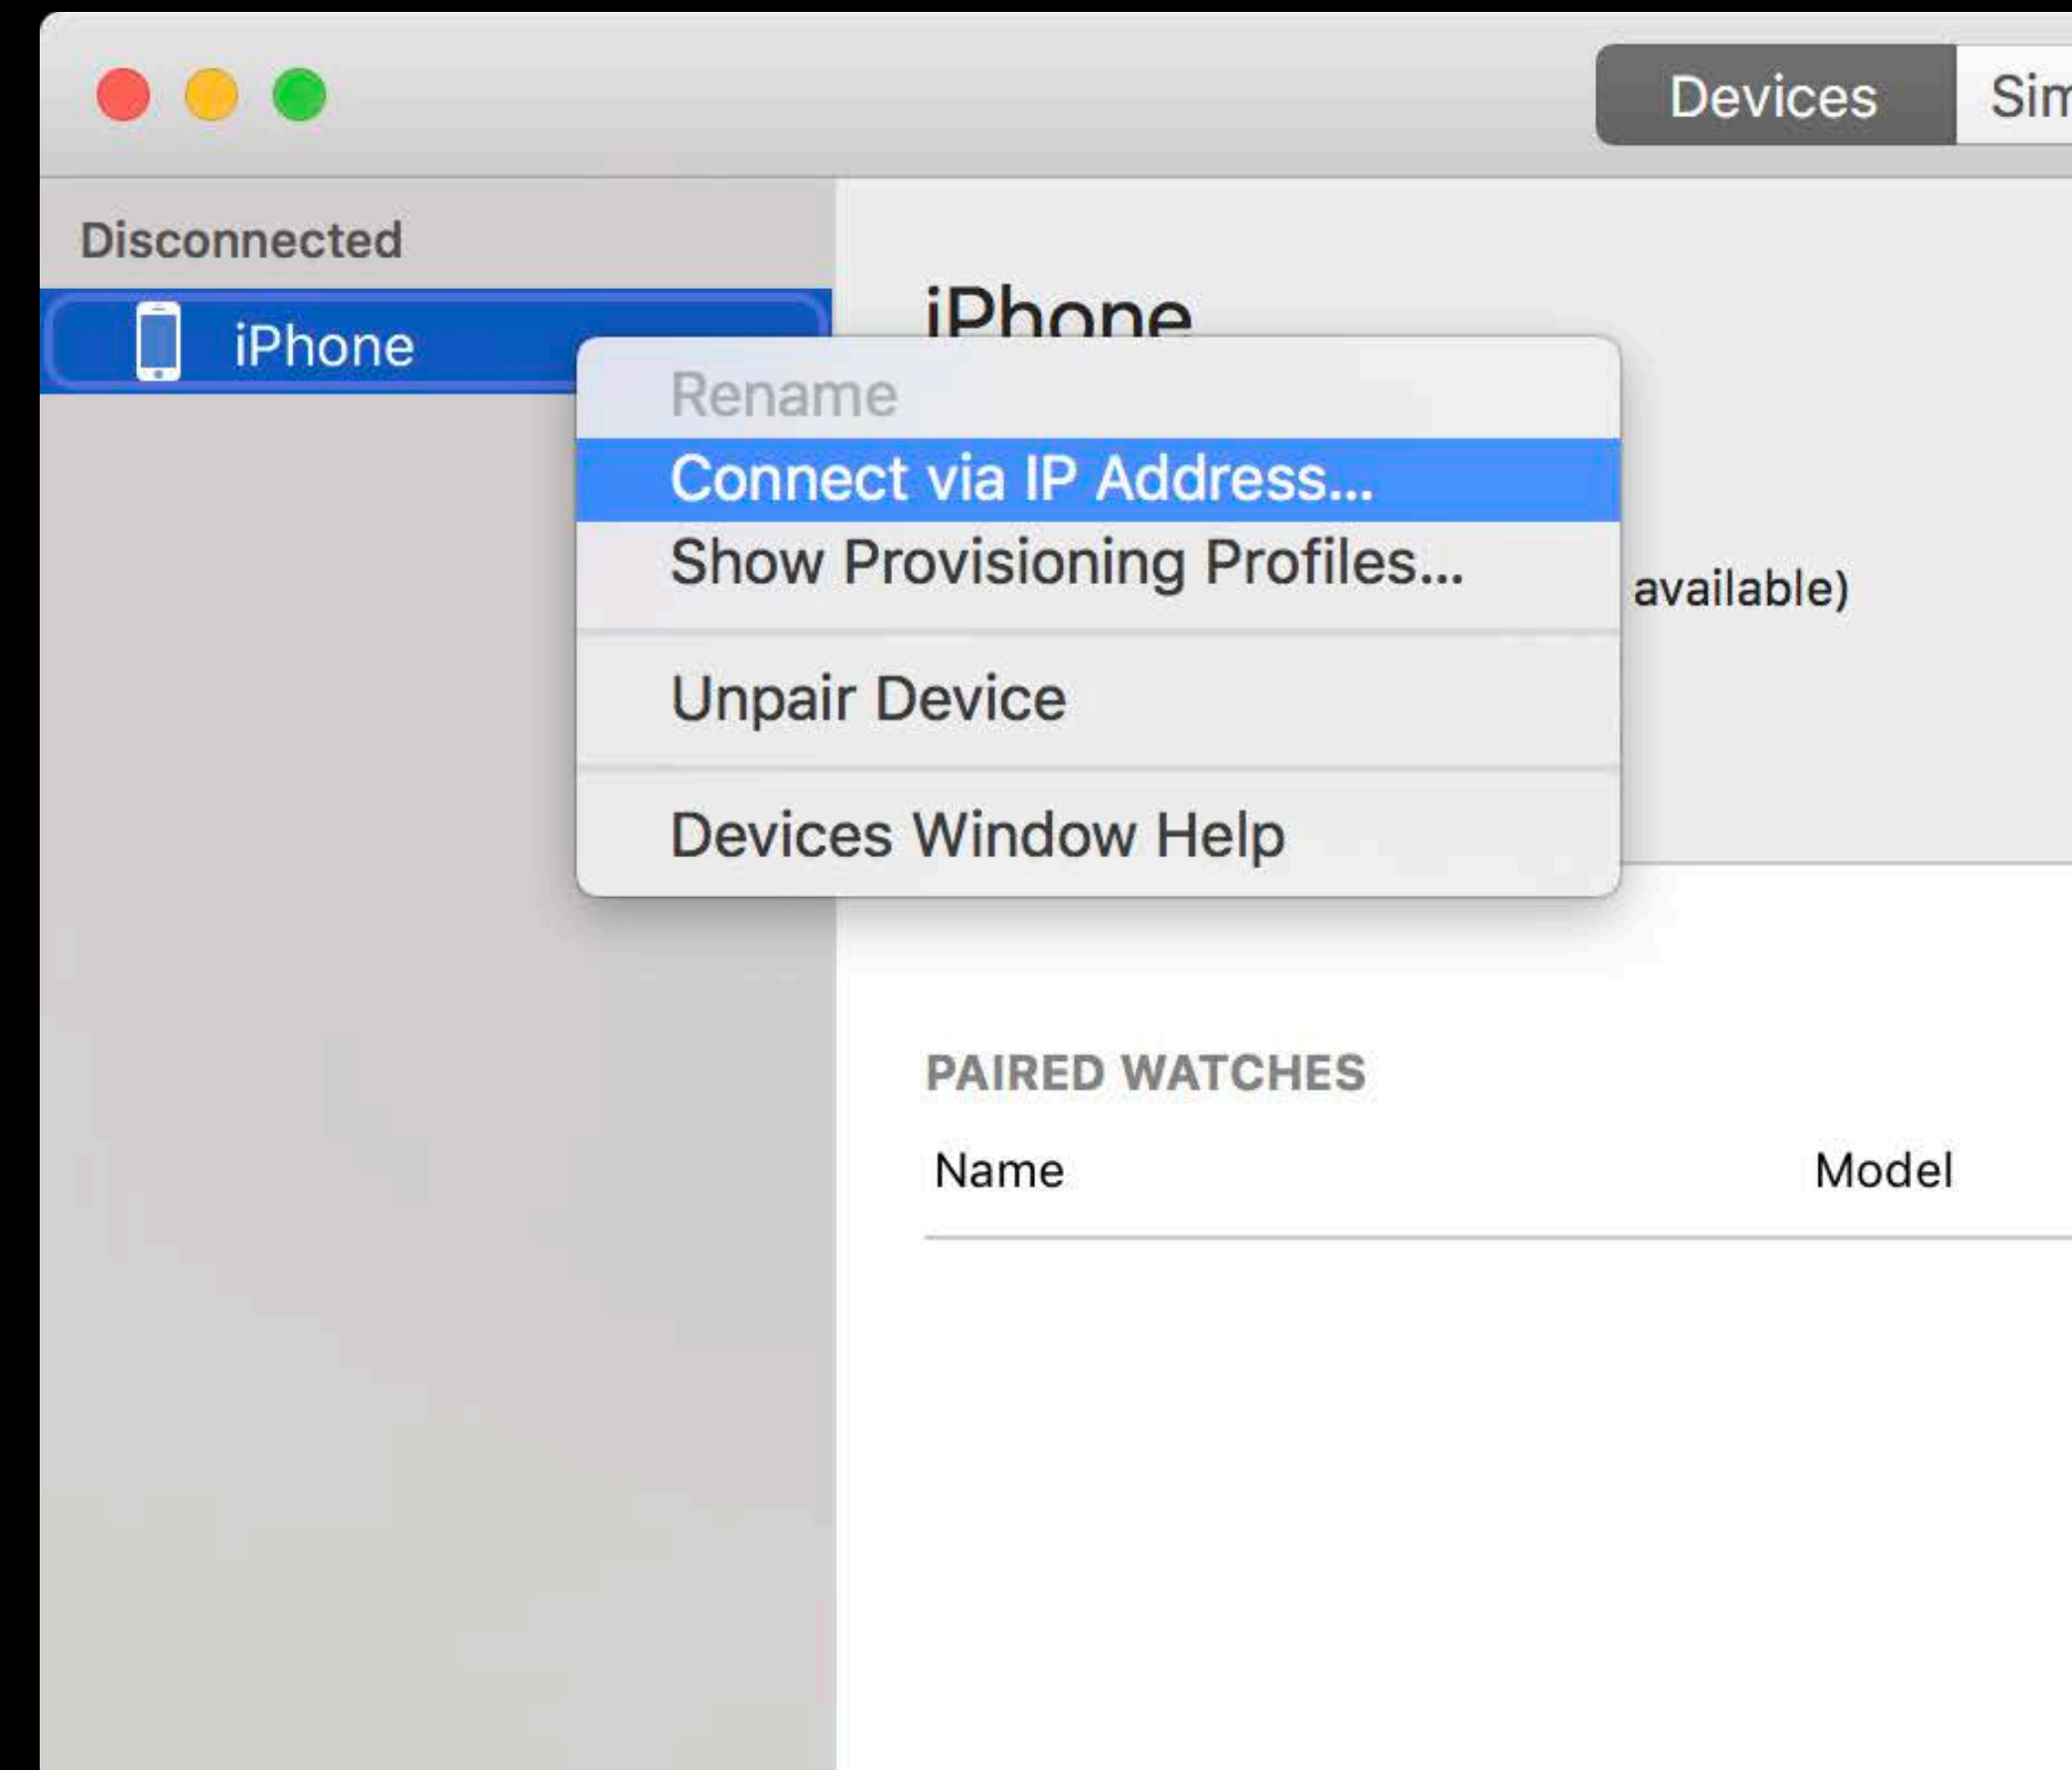 Devices
Disconnected
iPhone
iPhone
Rename
Connect via IP Address...
Show Provisioning Profiles...
available)
Unpair Device
Devices Window Help
PAIRED WATCHES
Name Model